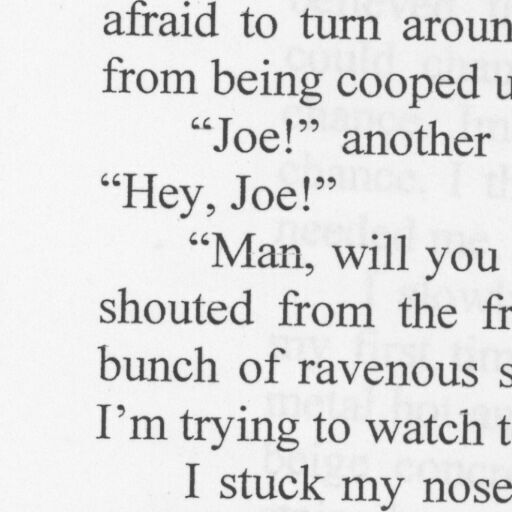 afraid to turn aroun
from being cooped u
“Joe!” another
“Hey, Joe!”
“Man, will you
shouted from the fr
bunch of ravenous s
I’m trying to watch t
I stuck my nose